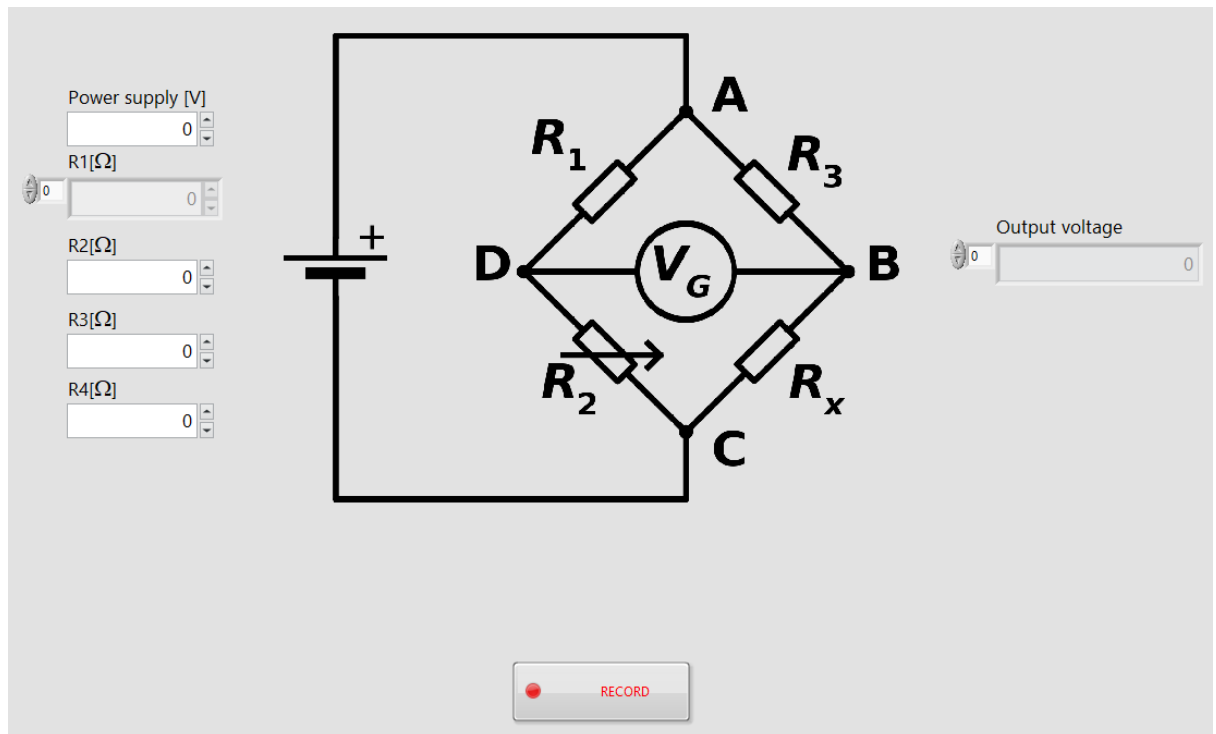 Power supply [V]
0
R1[Ω]
0
0
R2[Ω]
0
R3[Ω]
0
R4[Ω]
0
+
A
R1
R3
D
VG
B
R2
Rx
C
Output voltage
0
0
RECORD